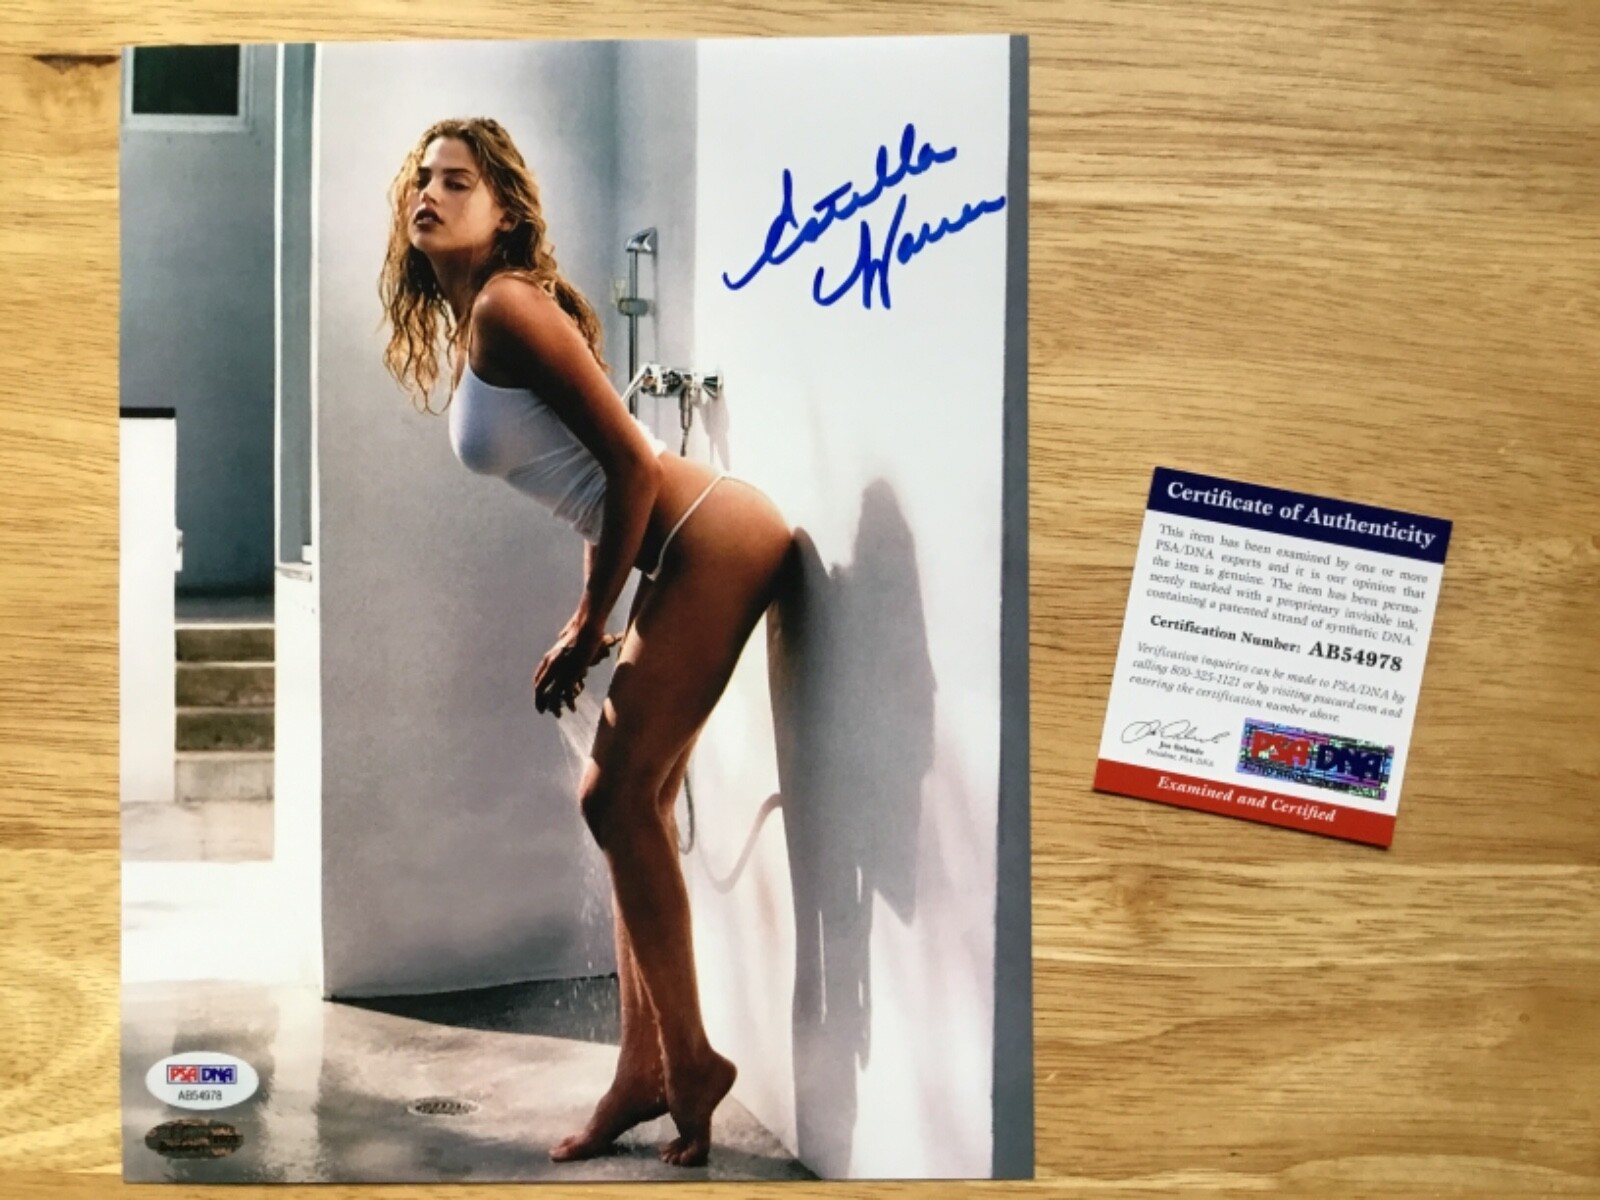 Estella
Warren
Certificate of Authenticity
This item has been examined by one or more
PSA/DNA experts and it is our opinion that
the item is genuine. The item has been perma-
nently marked with a proprietary invisible ink,
containing a patented strand of synthetic DNA.
Certification Number: AB54978
Verification inquiries can be made to PSA/DNA by
calling 800-325-1121 or by visiting psacard.com and
entering the certification number above.
Joe Orlando
President, PSA/DNA
PSA DNA
Examined and Certified
PSA DNA
AB54978